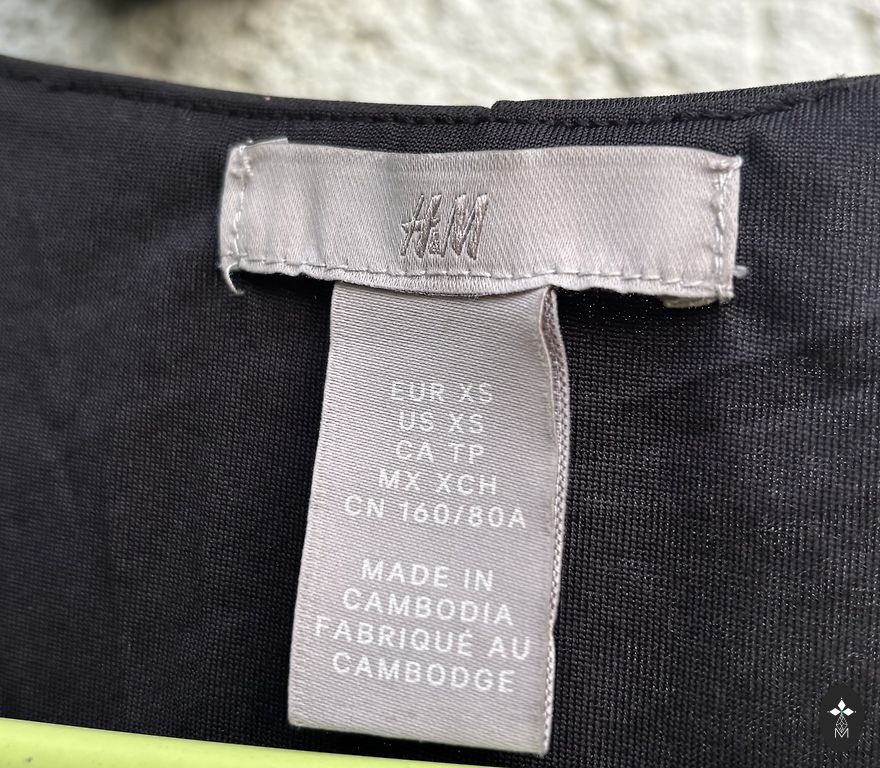 H&M
EUR XS
US XS
CA TP
MX XCH
CN 160/80A
MADE IN
CAMBODIA
FABRIQUÉ AU
CAMBODGE
M